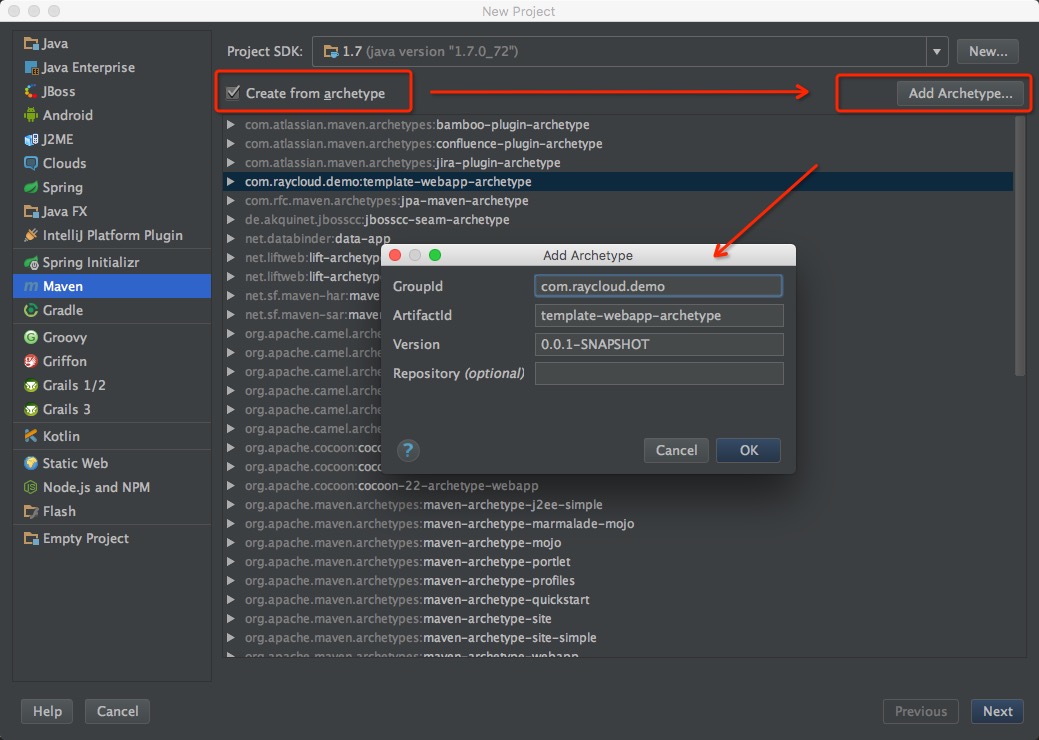 New Project
Java
Java Enterprise
JBoss
Android
J2ME
Clouds
Spring
Java FX
IntelliJ Platform Plugin
Spring Initializr
Maven
Gradle
Groovy
Griffon
Grails 1/2
Grails 3
Kotlin
Static Web
Node.js and NPM
Flash
Empty Project
Project SDK: 1.7 (java version "1.7.0_72") New...
Create from archetype Add Archetype...
com.atlassian.maven.archetypes:bamboo-plugin-archetype
com.atlassian.maven.archetypes:confluence-plugin-archetype
com.atlassian.maven.archetypes:jira-plugin-archetype
com.raycloud.demo:template-webapp-archetype
com.rfc.maven.archetypes:jpa-maven-archetype
de.akquinet.jbosscc:jbosscc-seam-archetype
net.databinder:data-app
net.liftweb:lift-archetyp
net.liftweb:lift-archetyp
net.sf.maven-har:mave
net.sf.maven-sar:mave
org.apache.camel.arche
org.apache.camel.arche
org.apache.camel.arche
org.apache.camel.arche
org.apache.camel.arche
org.apache.camel.arche
org.apache.cocoon:coco
org.apache.cocoon:coco
org.apache.cocoon:cocoon-22-archetype-webapp
org.apache.maven.archetypes:maven-archetype-j2ee-simple
org.apache.maven.archetypes:maven-archetype-marmalade-mojo
org.apache.maven.archetypes:maven-archetype-mojo
org.apache.maven.archetypes:maven-archetype-portlet
org.apache.maven.archetypes:maven-archetype-profiles
org.apache.maven.archetypes:maven-archetype-quickstart
org.apache.maven.archetypes:maven-archetype-site
org.apache.maven.archetypes:maven-archetype-site-simple
org.apache.maven.archetypes:maven-archetype-webapp
Add Archetype
GroupId com.raycloud.demo
ArtifactId template-webapp-archetype
Version 0.0.1-SNAPSHOT
Repository (optional)
? Cancel OK
Help Cancel Previous Next